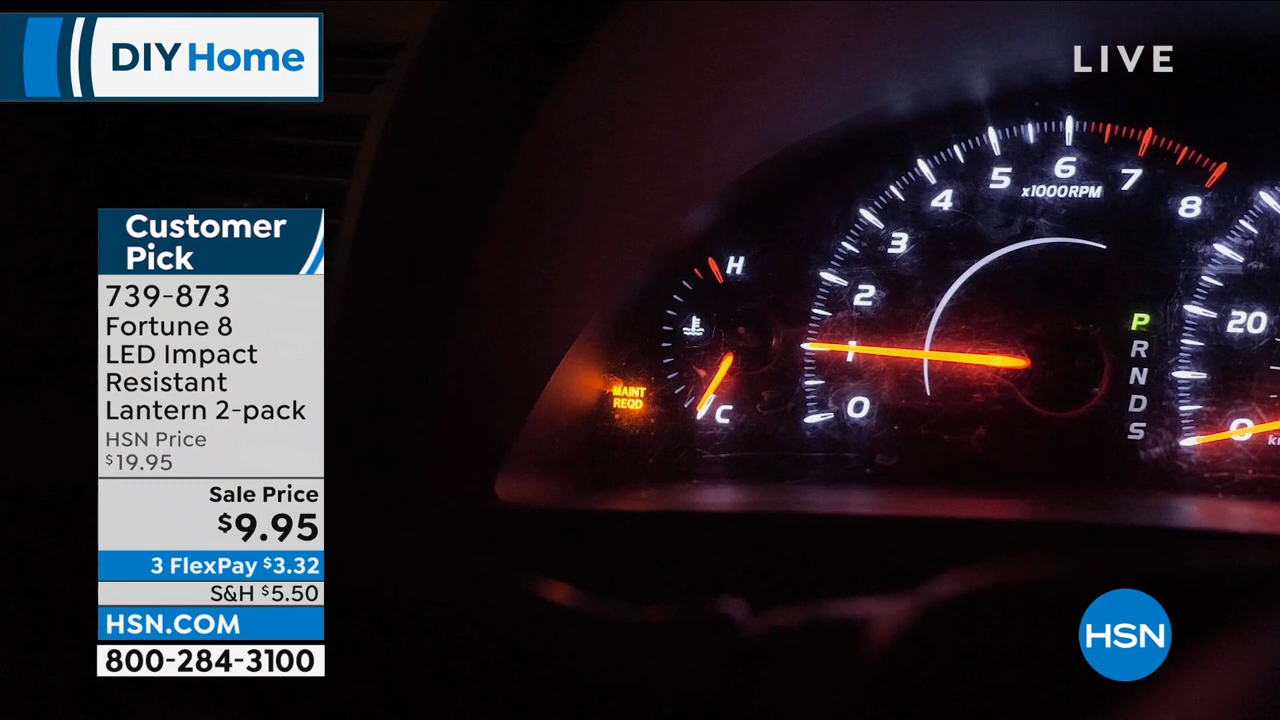 DIY Home
LIVE
Customer
Pick
739-873
Fortune 8
LED Impact
Resistant
Lantern 2-pack
HSN Price
$19.95
Sale Price
$9.95
3 FlexPay $3.32
S&H $5.50
HSN.COM
800-284-3100
H
C
MAINT
REQD
0
1
2
3
4
5
6
7
8
x1000RPM
P
R
N
D
S
20
0
HSN